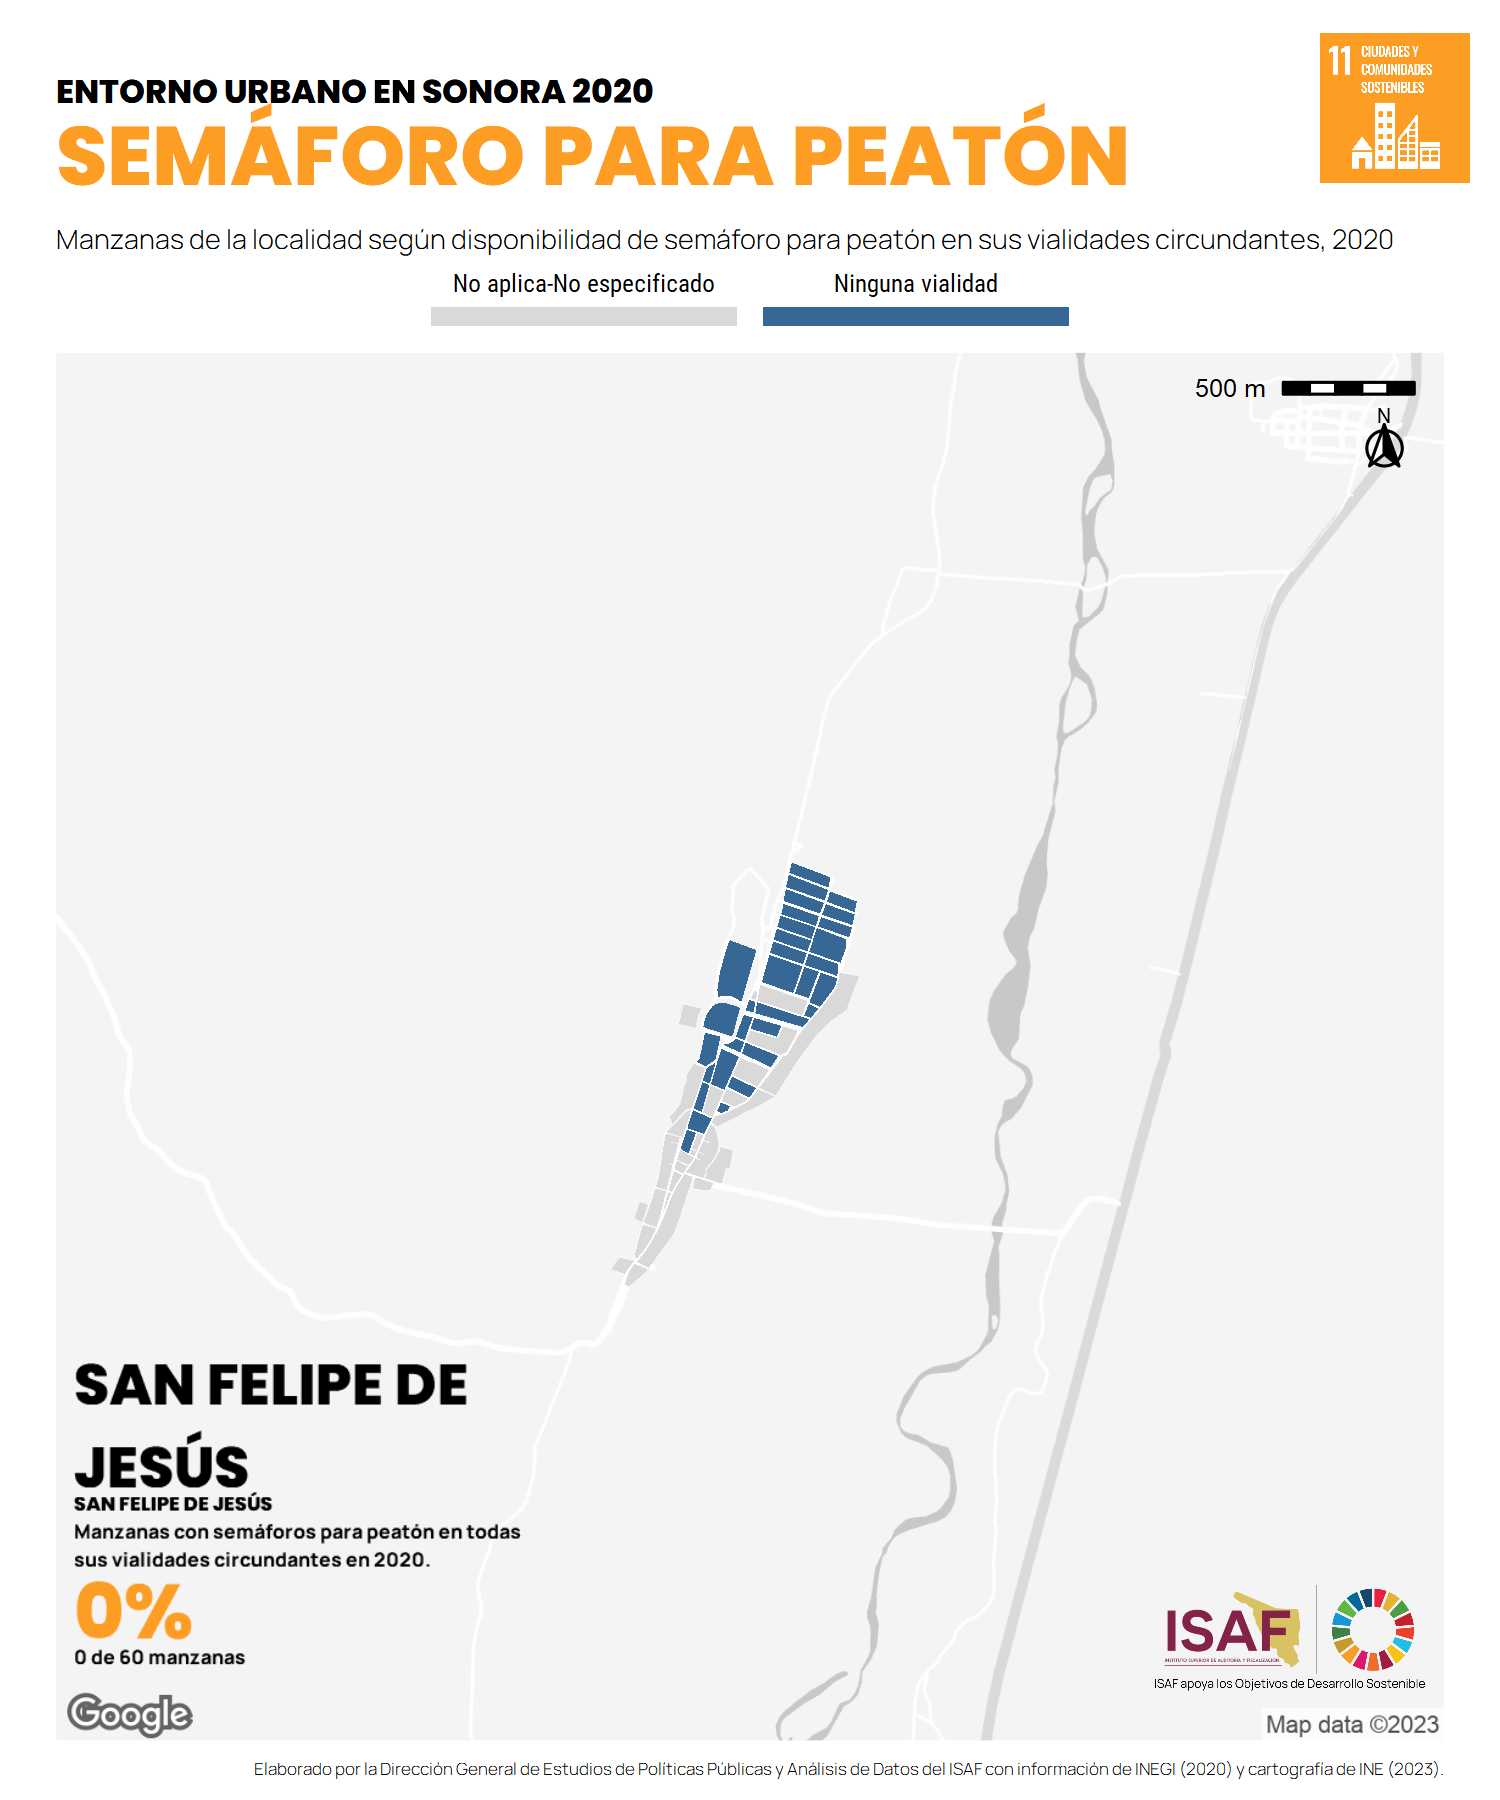 ENTORNO URBANO EN SONORA 2020
SEMÁFORO PARA PEATÓN
11 CIUDADES Y
COMUNIDADES
SOSTENIBLES
Manzanas de la localidad según disponibilidad de semáforo para peatón en sus vialidades circundantes, 2020
No aplica-No especificado
Ninguna vialidad
500 m
N
SAN FELIPE DE
JESÚS
SAN FELIPE DE JESÚS
Manzanas con semáforos para peatón en todas
sus vialidades circundantes en 2020.
0%
0 de 60 manzanas
Google
ISAF
INSTITUTO SUPERIOR DE AUDITORÍA Y FISCALIZACIÓN
ISAF apoya los Objetivos de Desarrollo Sostenible
Map data ©2023
Elaborado por la Dirección General de Estudios de Políticas Públicas y Análisis de Datos del ISAF con información de INEGI (2020) y cartografía de INE (2023).